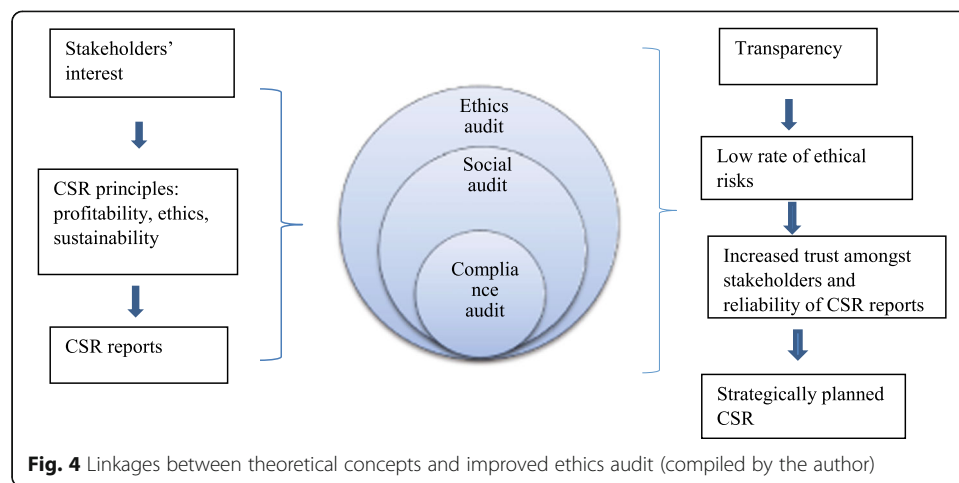 Stakeholders'
interest
CSR principles:
profitability, ethics,
sustainability
CSR reports
Ethics
audit
Social
audit
Complia
nce
audit
Transparency
Low rate of ethical
risks
Increased trust amongst
stakeholders and
reliability of CSR reports
Strategically planned
CSR
Fig. 4 Linkages between theoretical concepts and improved ethics audit (compiled by the author)